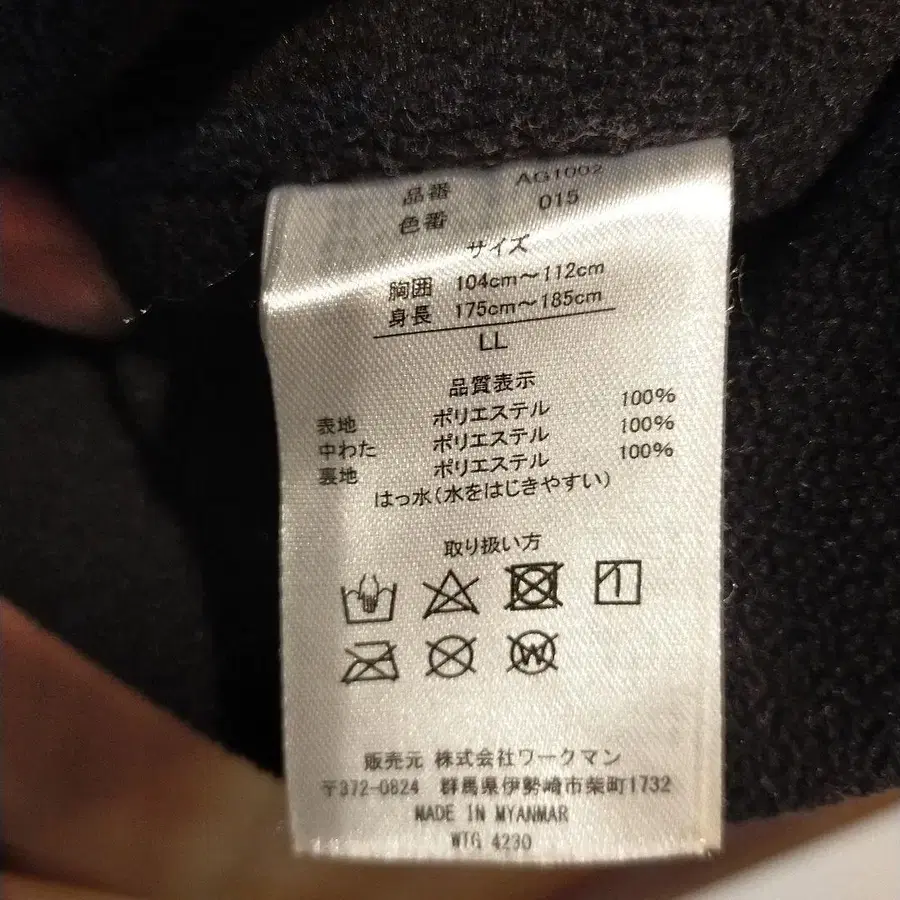 品番 AG1002
色番 015
サイズ
胸囲 104cm～112cm
身長 175cm～185cm
LL
品質表示
表地 ポリエステル 100%
中わた ポリエステル 100%
裏地 ポリエステル 100%
はっ水(水をはじきやすい)
取り扱い方
W
販売元 株式会社ワークマン
〒372-0824 群馬県伊勢崎市柴町1732
MADE IN MYANMAR
WTG 4230